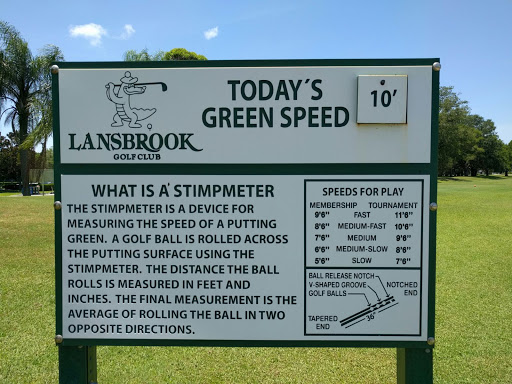 TODAY'S
GREEN SPEED
10'
LANSBROOK
GOLF CLUB
WHAT IS A STIMPMETER
THE STIMPMETER IS A DEVICE FOR
MEASURING THE SPEED OF A PUTTING
GREEN. A GOLF BALL IS ROLLED ACROSS
THE PUTTING SURFACE USING THE
STIMPMETER. THE DISTANCE THE BALL
ROLLS IS MEASURED IN FEET AND
INCHES. THE FINAL MEASUREMENT IS THE
AVERAGE OF ROLLING THE BALL IN TWO
OPPOSITE DIRECTIONS.
SPEEDS FOR PLAY
MEMBERSHIP TOURNAMENT
9'6" FAST 11'6"
8'6" MEDIUM-FAST 10'6"
7'6" MEDIUM 9'6"
6'6" MEDIUM-SLOW 8'6"
5'6" SLOW 7'6"
BALL RELEASE NOTCH
V-SHAPED GROOVE
GOLF BALLS
NOTCHED
END
TAPERED
END
36"